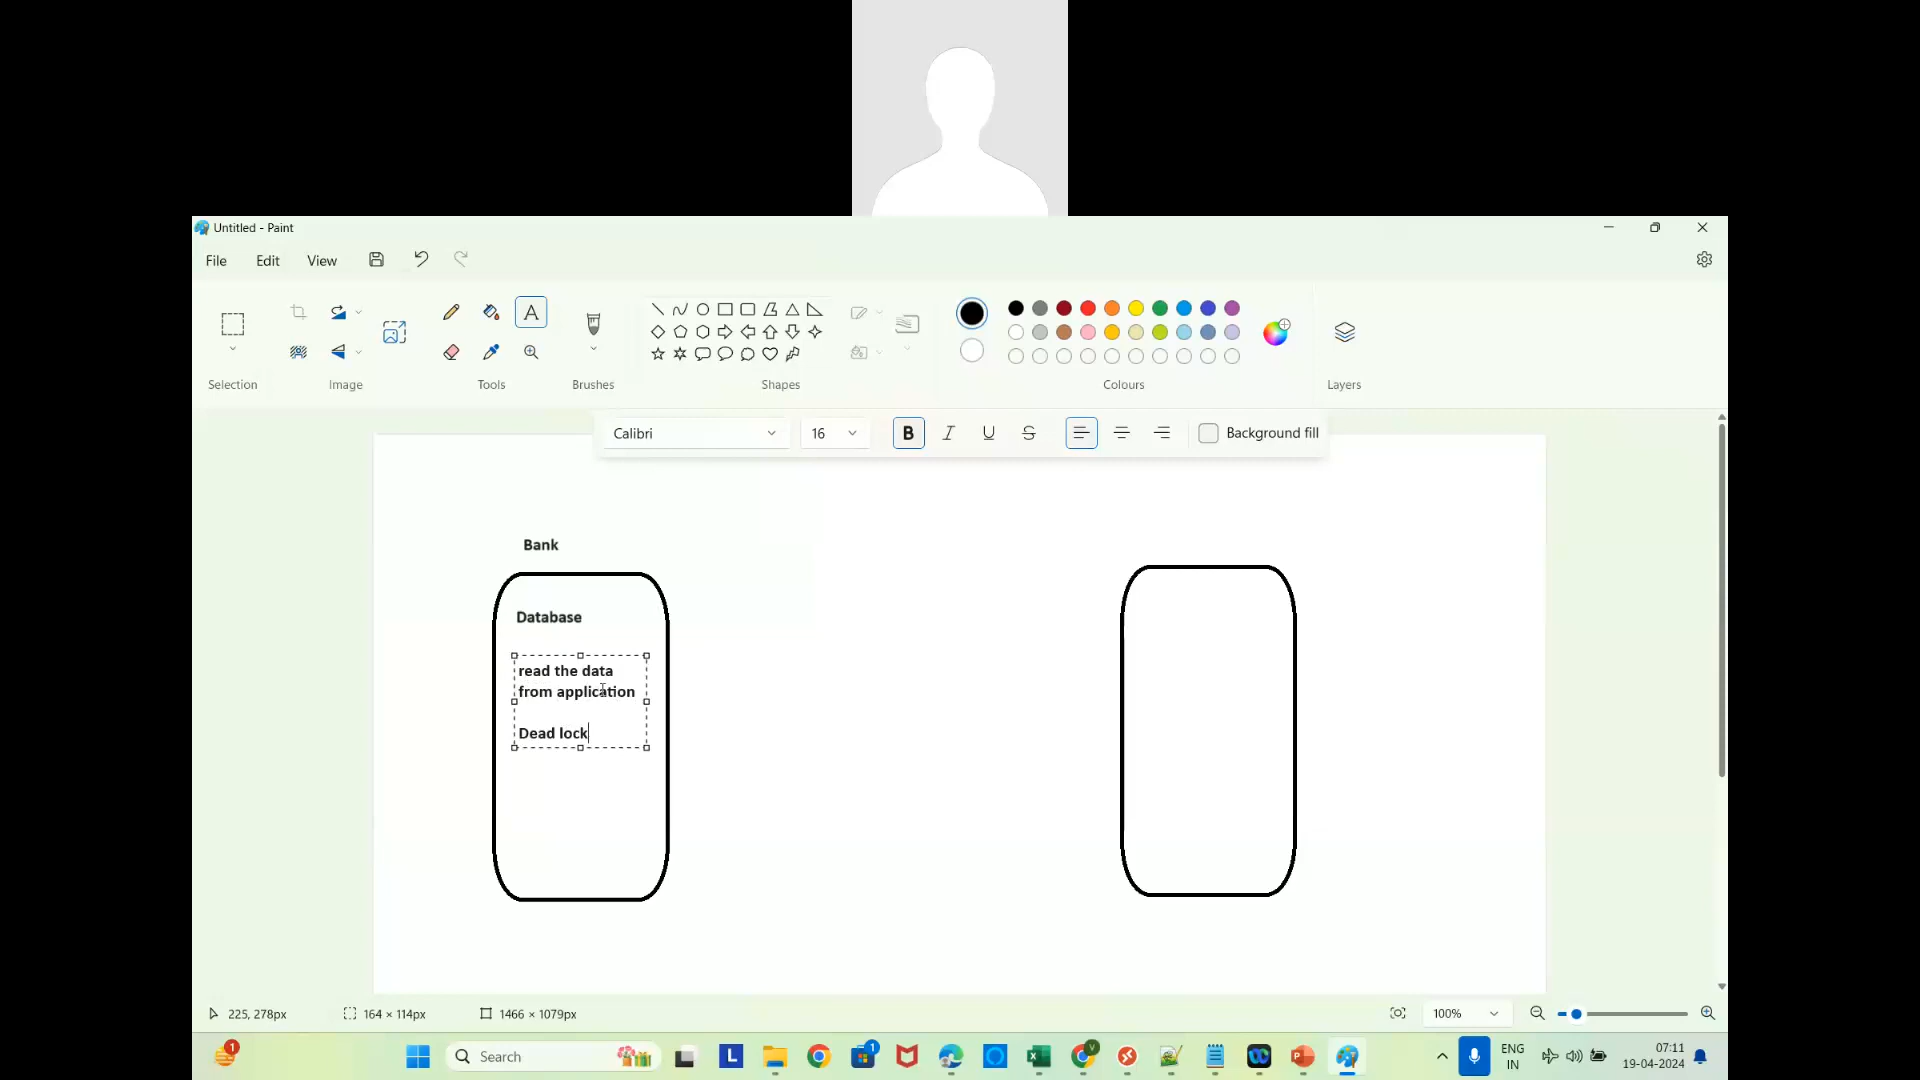 Untitled - Paint
File Edit View
Selection Image Tools Brushes Shapes Colours Layers
Calibri 16 B I U S Background fill
Bank
Database
read the data
from application
Dead lock
225, 278px 164 × 114px 1466 × 1079px 100%
1 Search L 1 V P ENG 07:11
IN 19-04-2024